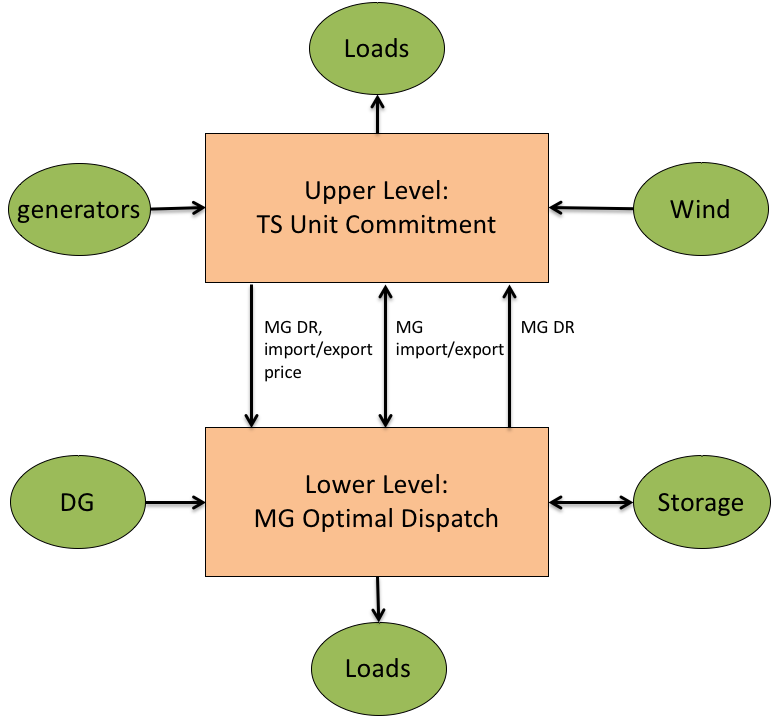 Loads
generators
Upper Level:
TS Unit Commitment
Wind
MG DR,
import/export
price
MG
import/export
MG DR
DG
Lower Level:
MG Optimal Dispatch
Storage
Loads